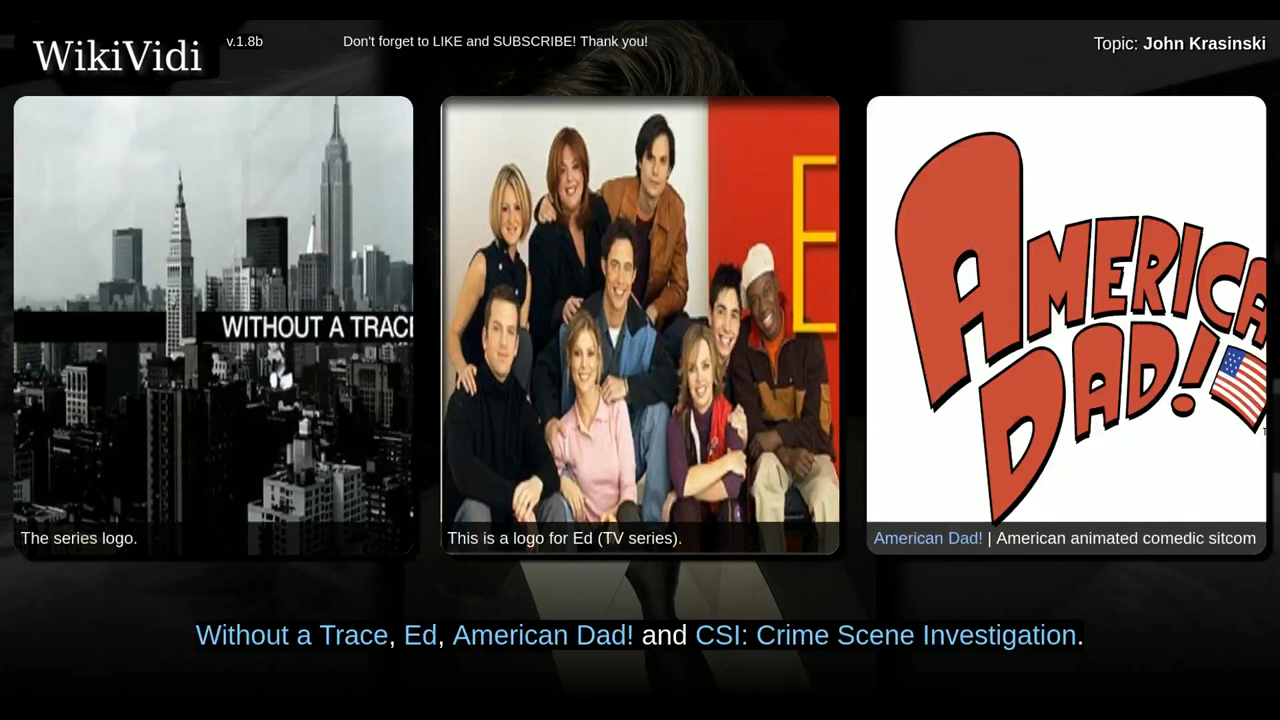 WikiVidi
v.1.8b
Don't forget to LIKE and SUBSCRIBE! Thank you!
Topic: John Krasinski
WITHOUT A TRACE
E
AMERICA
DAD!
The series logo.
This is a logo for Ed (TV series).
American Dad! | American animated comedic sitcom
Without a Trace, Ed, American Dad! and CSI: Crime Scene Investigation.